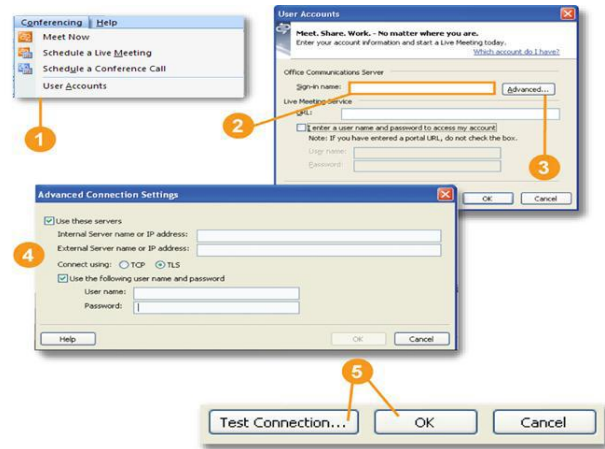 Conferencing Help
Meet Now
Schedule a Live Meeting
Schedule a Conference Call
User Accounts
1
User Accounts
Meet. Share. Work. - No matter where you are.
Enter your account information and start a Live Meeting today.
Which account do I have?
Office Communications Server
Sign-in name:
Advanced...
2
Live Meeting Service
URL:
I enter a user name and password to access my account
Note: If you have entered a portal URL, do not check the box.
User name:
Password:
3
OK Cancel
Advanced Connection Settings
Use these servers
Internal Server name or IP address:
External Server name or IP address:
4
Connect using: TCP TLS
Use the following user name and password
User name:
Password:
Help OK Cancel
5
Test Connection... OK Cancel